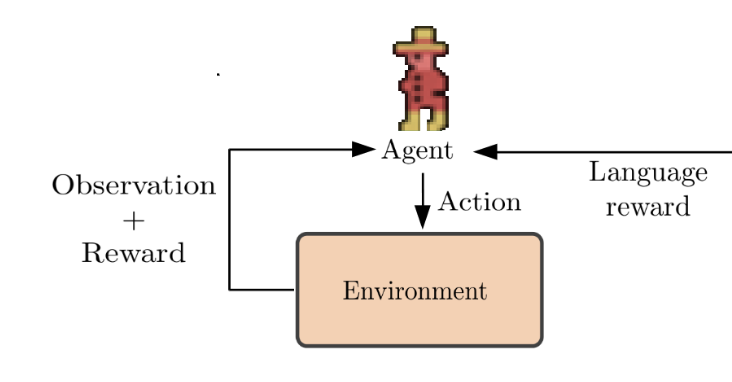 Agent
Observation
+
Reward
Action
Language
reward
Environment